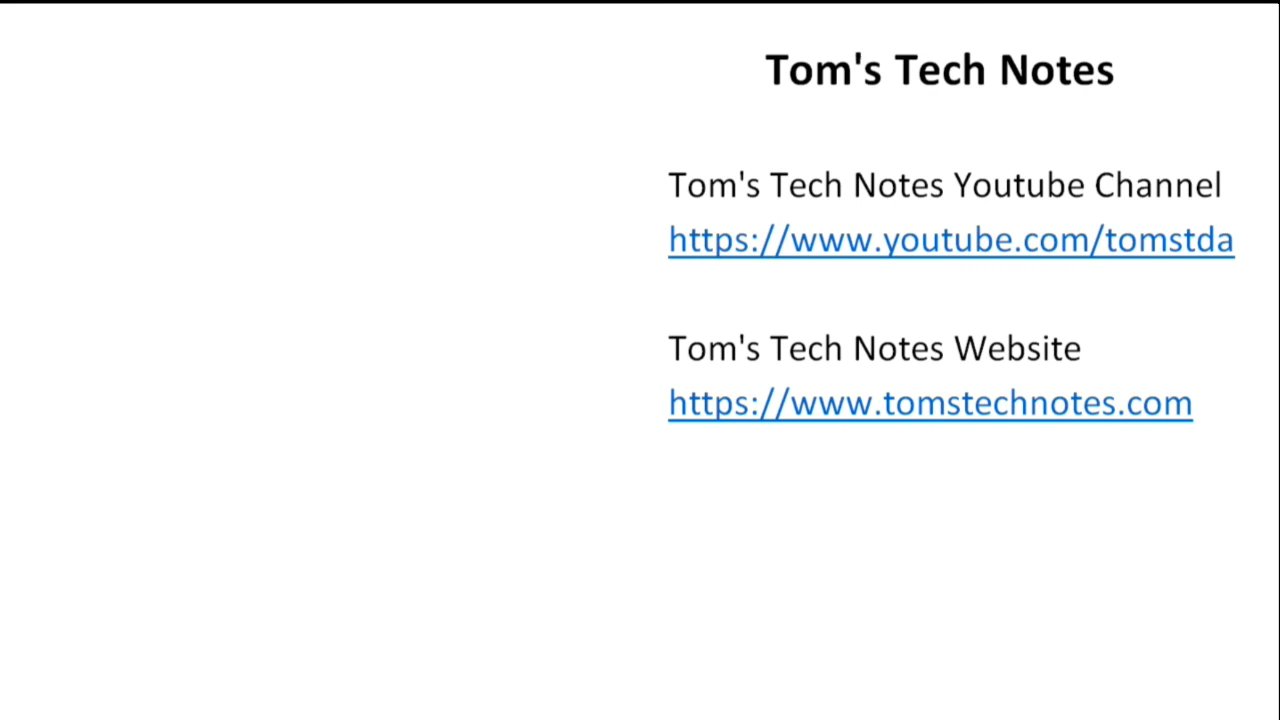 Tom's Tech Notes
Tom's Tech Notes Youtube Channel
https://www.youtube.com/tomstda
Tom's Tech Notes Website
https://www.tomstechnotes.com